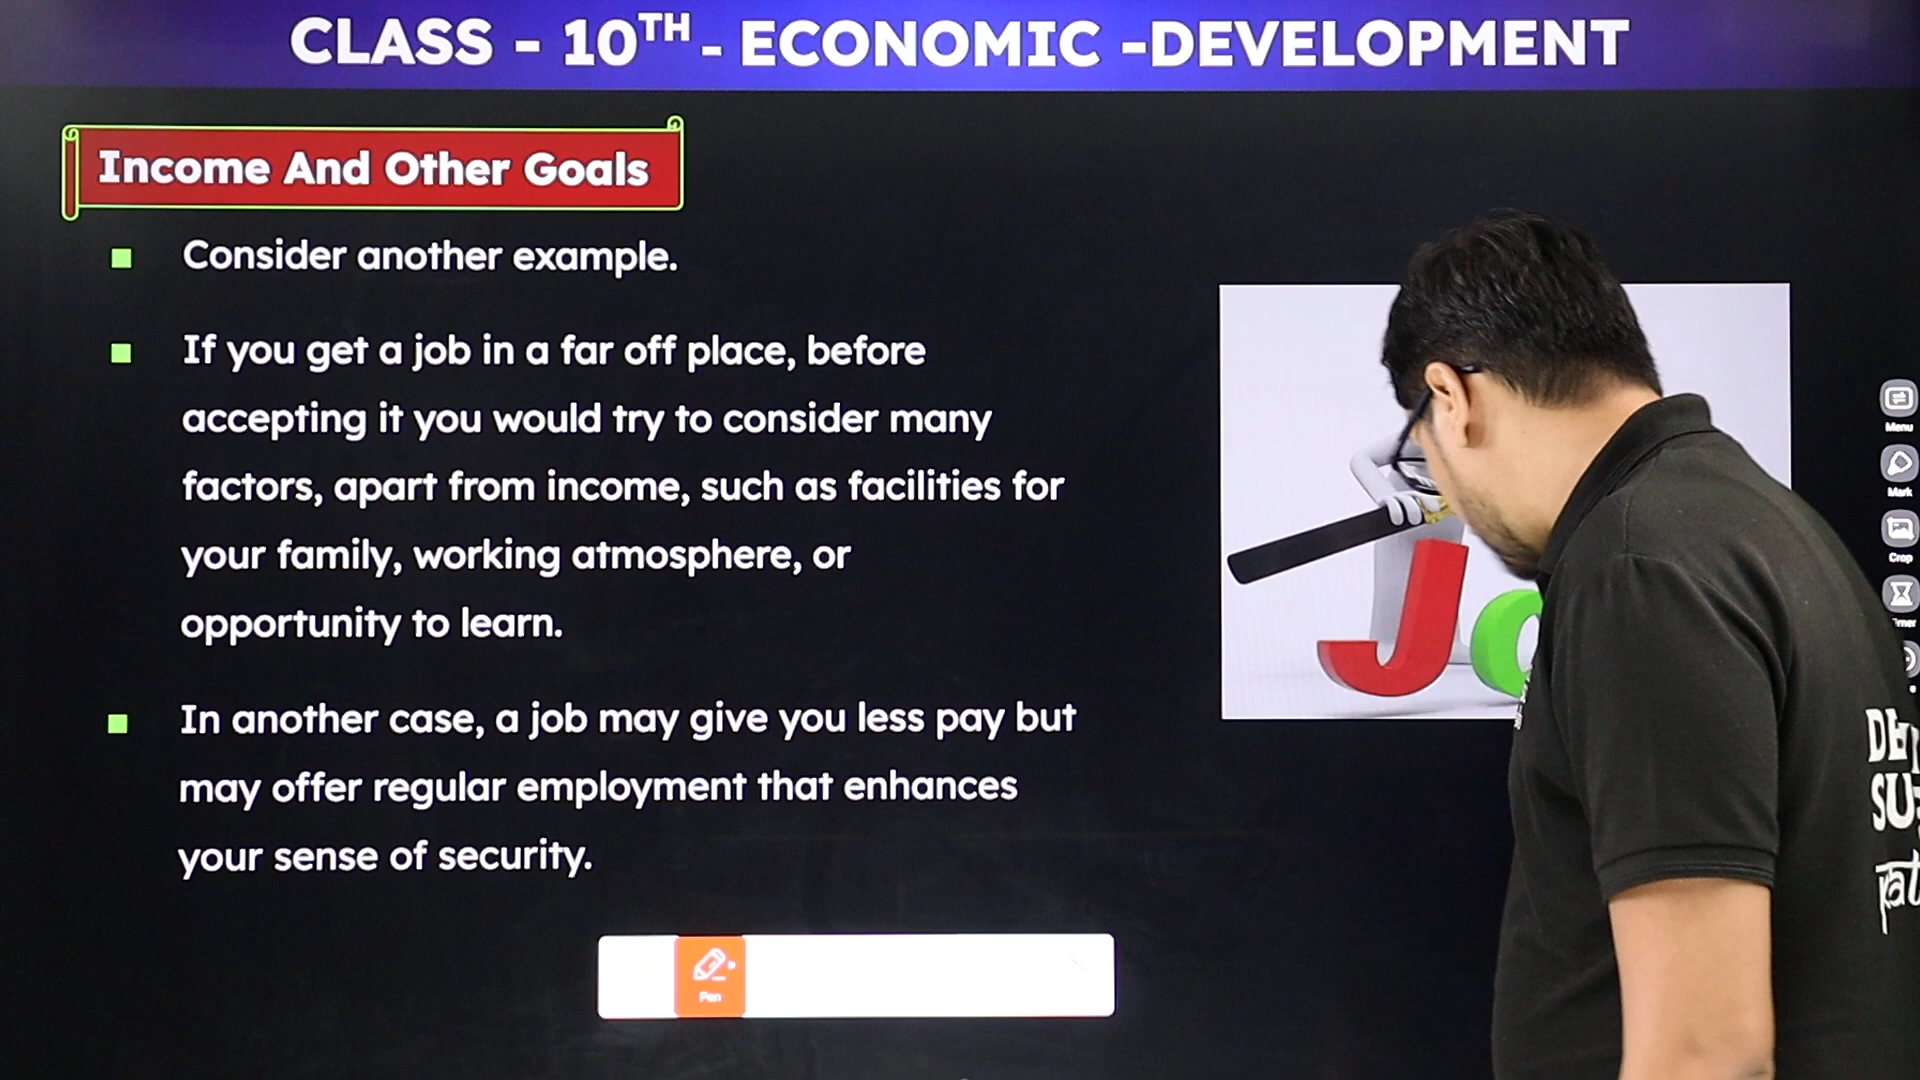 CLASS - 10TH - ECONOMIC -DEVELOPMENT
Income And Other Goals
Consider another example.
If you get a job in a far off place, before
accepting it you would try to consider many
factors, apart from income, such as facilities for
your family, working atmosphere, or
opportunity to learn.
In another case, a job may give you less pay but
may offer regular employment that enhances
your sense of security.
Pen
Menu
Mark
Crop